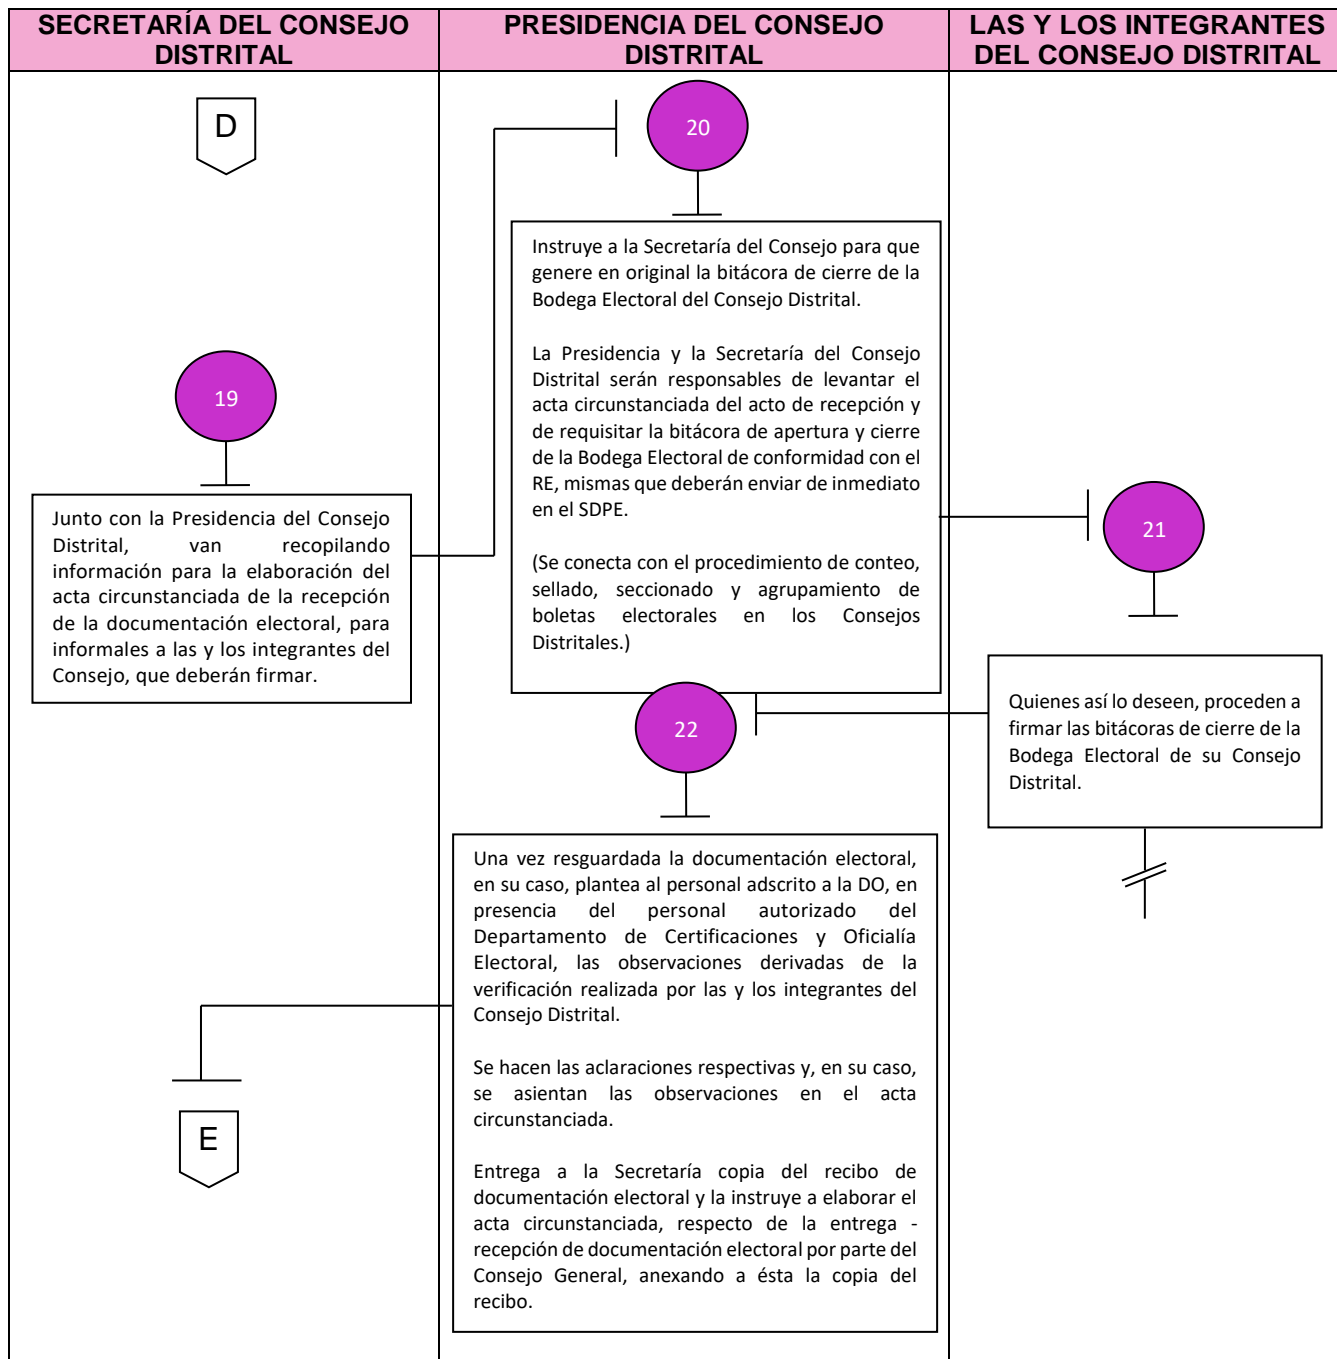 SECRETARÍA DEL CONSEJO
DISTRITAL
PRESIDENCIA DEL CONSEJO
DISTRITAL
LAS Y LOS INTEGRANTES
DEL CONSEJO DISTRITAL
D
20
Instruye a la Secretaría del Consejo para que
genere en original la bitácora de cierre de la
Bodega Electoral del Consejo Distrital.
La Presidencia y la Secretaría del Consejo
Distrital serán responsables de levantar el
acta circunstanciada del acto de recepción y
de requisitar la bitácora de apertura y cierre
de la Bodega Electoral de conformidad con el
RE, mismas que deberán enviar de inmediato
en el SDPE.
(Se conecta con el procedimiento de conteo,
sellado, seccionado y agrupamiento de
boletas electorales en los Consejos
Distritales.)
19
Junto con la Presidencia del Consejo
Distrital, van recopilando
información para la elaboración del
acta circunstanciada de la recepción
de la documentación electoral, para
informales a las y los integrantes del
Consejo, que deberán firmar.
21
Quienes así lo deseen, proceden a
firmar las bitácoras de cierre de la
Bodega Electoral de su Consejo
Distrital.
22
Una vez resguardada la documentación electoral,
en su caso, plantea al personal adscrito a la DO, en
presencia del personal autorizado del
Departamento de Certificaciones y Oficialía
Electoral, las observaciones derivadas de la
verificación realizada por las y los integrantes del
Consejo Distrital.
Se hacen las aclaraciones respectivas y, en su caso,
se asientan las observaciones en el acta
circunstanciada.
Entrega a la Secretaría copia del recibo de
documentación electoral y la instruye a elaborar el
acta circunstanciada, respecto de la entrega -
recepción de documentación electoral por parte del
Consejo General, anexando a ésta la copia del
recibo.
E